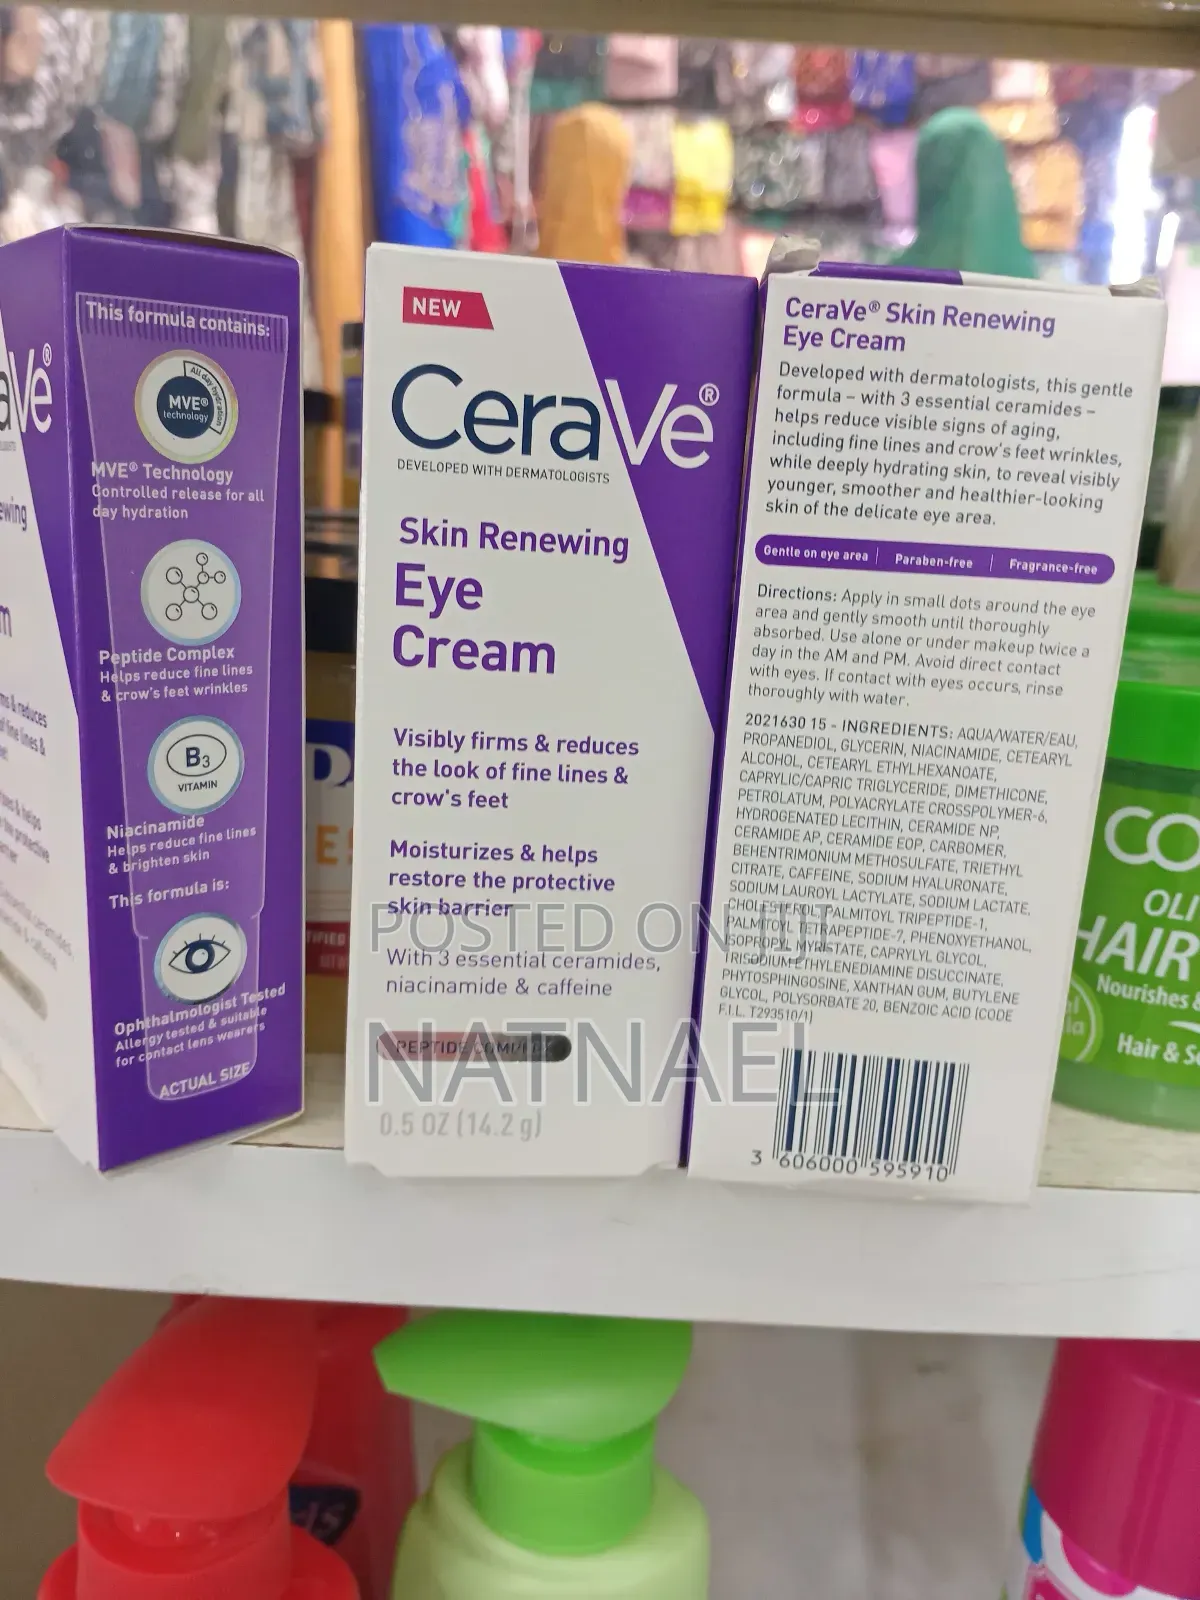 This formula contains:
MVE®
technology
All day hydration
MVE® Technology
Controlled release for all
day hydration
Peptide Complex
Helps reduce fine lines
& crow's feet wrinkles
B3
VITAMIN
Niacinamide
Helps reduce fine lines
& brighten skin
This formula is:
Ophthalmologist Tested
Allergy tested & suitable
for contact lens wearers
ACTUAL SIZE
NEW
CeraVe®
DEVELOPED WITH DERMATOLOGISTS
Skin Renewing
Eye
Cream
Visibly firms & reduces
the look of fine lines &
crow's feet
Moisturizes & helps
restore the protective
skin barrier
With 3 essential ceramides,
niacinamide & caffeine
PEPTIDE COMPLEX
0.5 OZ (14.2 g)
CeraVe® Skin Renewing
Eye Cream
Developed with dermatologists, this gentle
formula – with 3 essential ceramides –
helps reduce visible signs of aging,
including fine lines and crow's feet wrinkles,
while deeply hydrating skin, to reveal visibly
younger, smoother and healthier-looking
skin of the delicate eye area.
Gentle on eye area | Paraben-free | Fragrance-free
Directions: Apply in small dots around the eye
area and gently smooth until thoroughly
absorbed. Use alone or under makeup twice a
day in the AM and PM. Avoid direct contact
with eyes. If contact with eyes occurs, rinse
thoroughly with water.
2021630 15 - INGREDIENTS: AQUA/WATER/EAU,
PROPANEDIOL, GLYCERIN, NIACINAMIDE, CETEARYL
ALCOHOL, CETEARYL ETHYLHEXANOATE,
CAPRYLIC/CAPRIC TRIGLYCERIDE, DIMETHICONE,
PETROLATUM, POLYACRYLATE CROSSPOLYMER-6,
HYDROGENATED LECITHIN, CERAMIDE NP,
CERAMIDE AP, CERAMIDE EOP, CARBOMER,
BEHENTRIMONIUM METHOSULFATE, TRIETHYL
CITRATE, CAFFEINE, SODIUM HYALURONATE,
SODIUM LAUROYL LACTYLATE, SODIUM LACTATE,
CHOLESTEROL, PALMITOYL TRIPEPTIDE-1,
PALMITOYL TETRAPEPTIDE-7, PHENOXYETHANOL,
ISOPROPYL MYRISTATE, CAPRYLYL GLYCOL,
TRISODIUM ETHYLENEDIAMINE DISUCCINATE,
PHYTOSPHINGOSINE, XANTHAN GUM, BUTYLENE
GLYCOL, POLYSORBATE 20, BENZOIC ACID (CODE
F.I.L. T293510/1)
3 606000 595910
CO
OLI
HAIR
Nourishes &
Hair & Sc
POSTED ON JIJI
NATNAEL